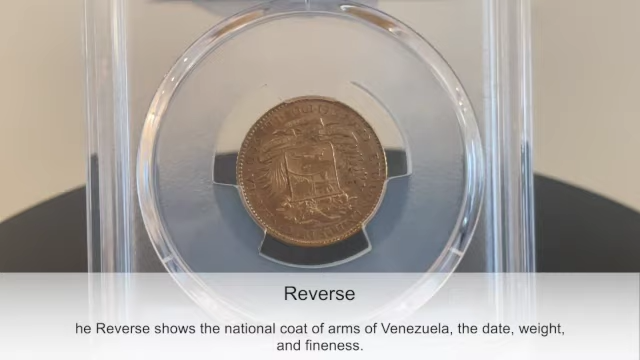 Reverse
he Reverse shows the national coat of arms of Venezuela, the date, weight,
and fineness.